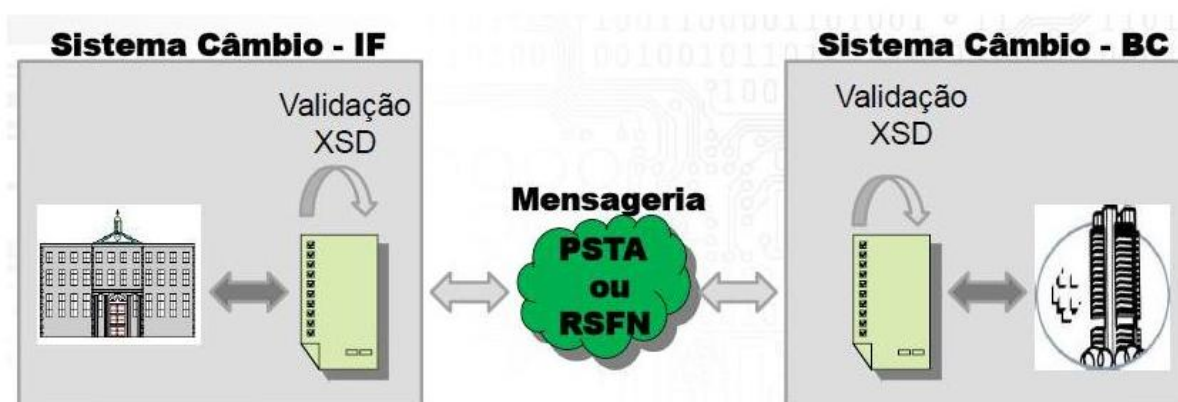 Sistema Câmbio - IF
Sistema Câmbio - BC
Validação
XSD
Validação
XSD
Mensageria
PSTA
ou
RSFN